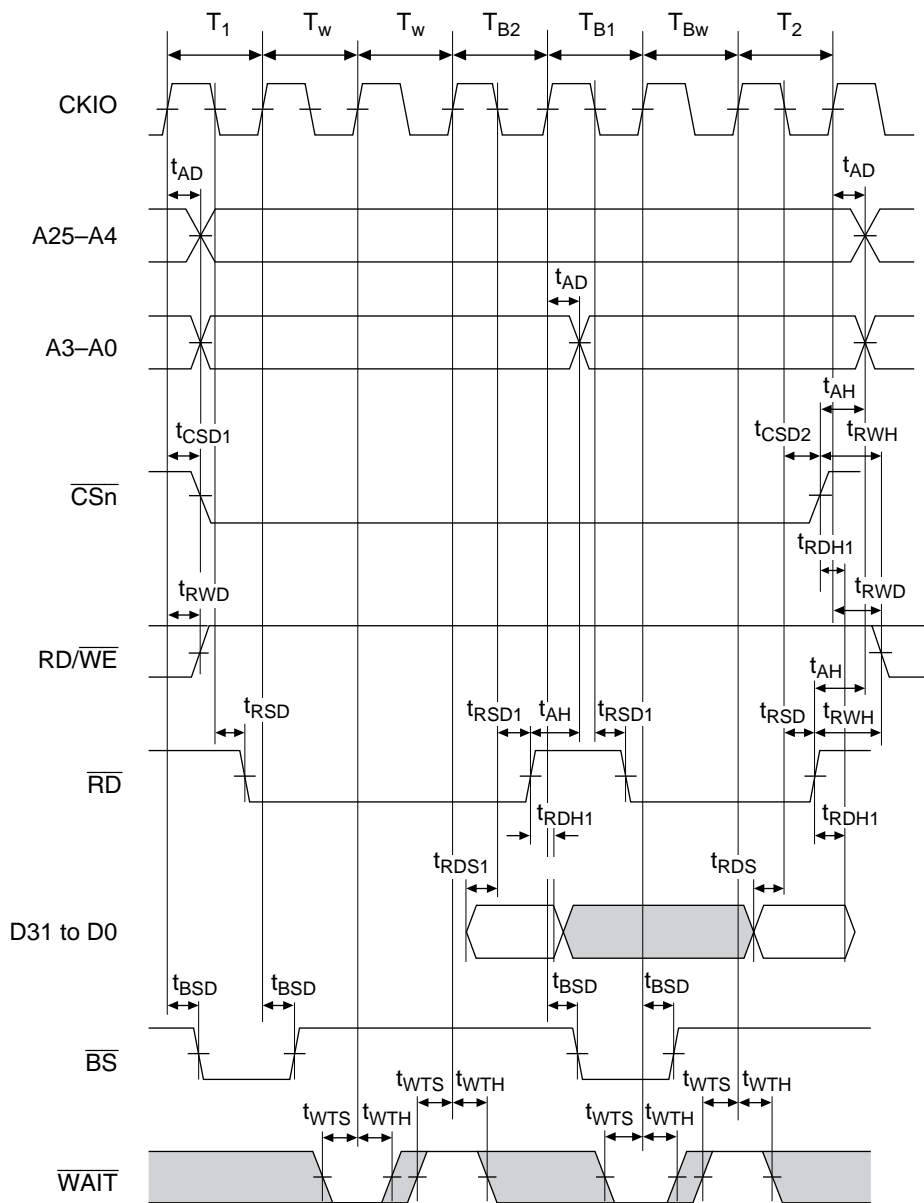 T1 Tw Tw TB2 TB1 TBw T2
CKIO
tAD tAD
A25–A4
tAD
A3–A0
tAH
tCSD1 tCSD2 tRWH
CSn
tRDH1
tRWD tRWD
RD/WE
tAH
tRSD tRSD1 tAH tRSD1 tRSD tRWH
RD
tRDH1 tRDH1
tRDS1 tRDS
D31 to D0
tBSD tBSD tBSD tBSD
BS
tWTS tWTH tWTS tWTH
tWTS tWTH tWTS tWTH
WAIT